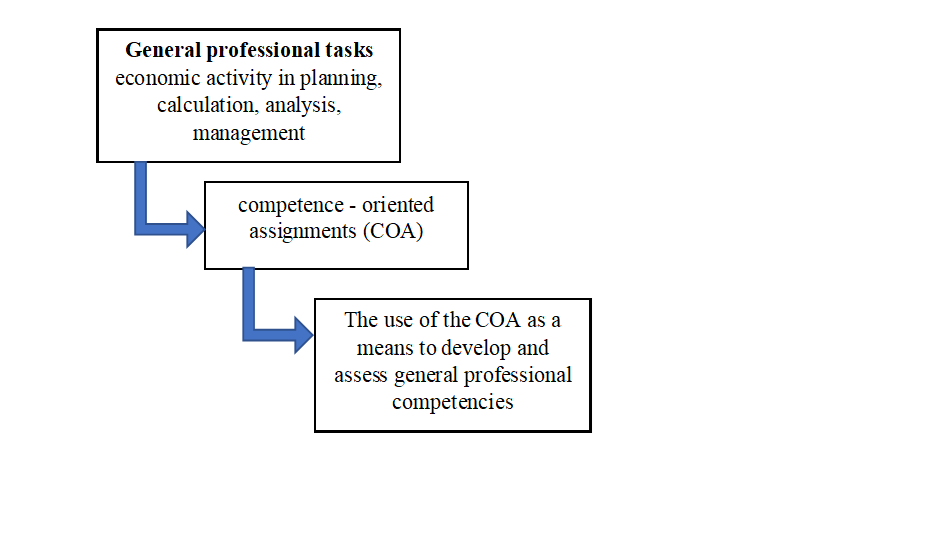 General professional tasks
economic activity in planning,
calculation, analysis,
management
competence - oriented
assignments (COA)
The use of the COA as a
means to develop and
assess general professional
competencies